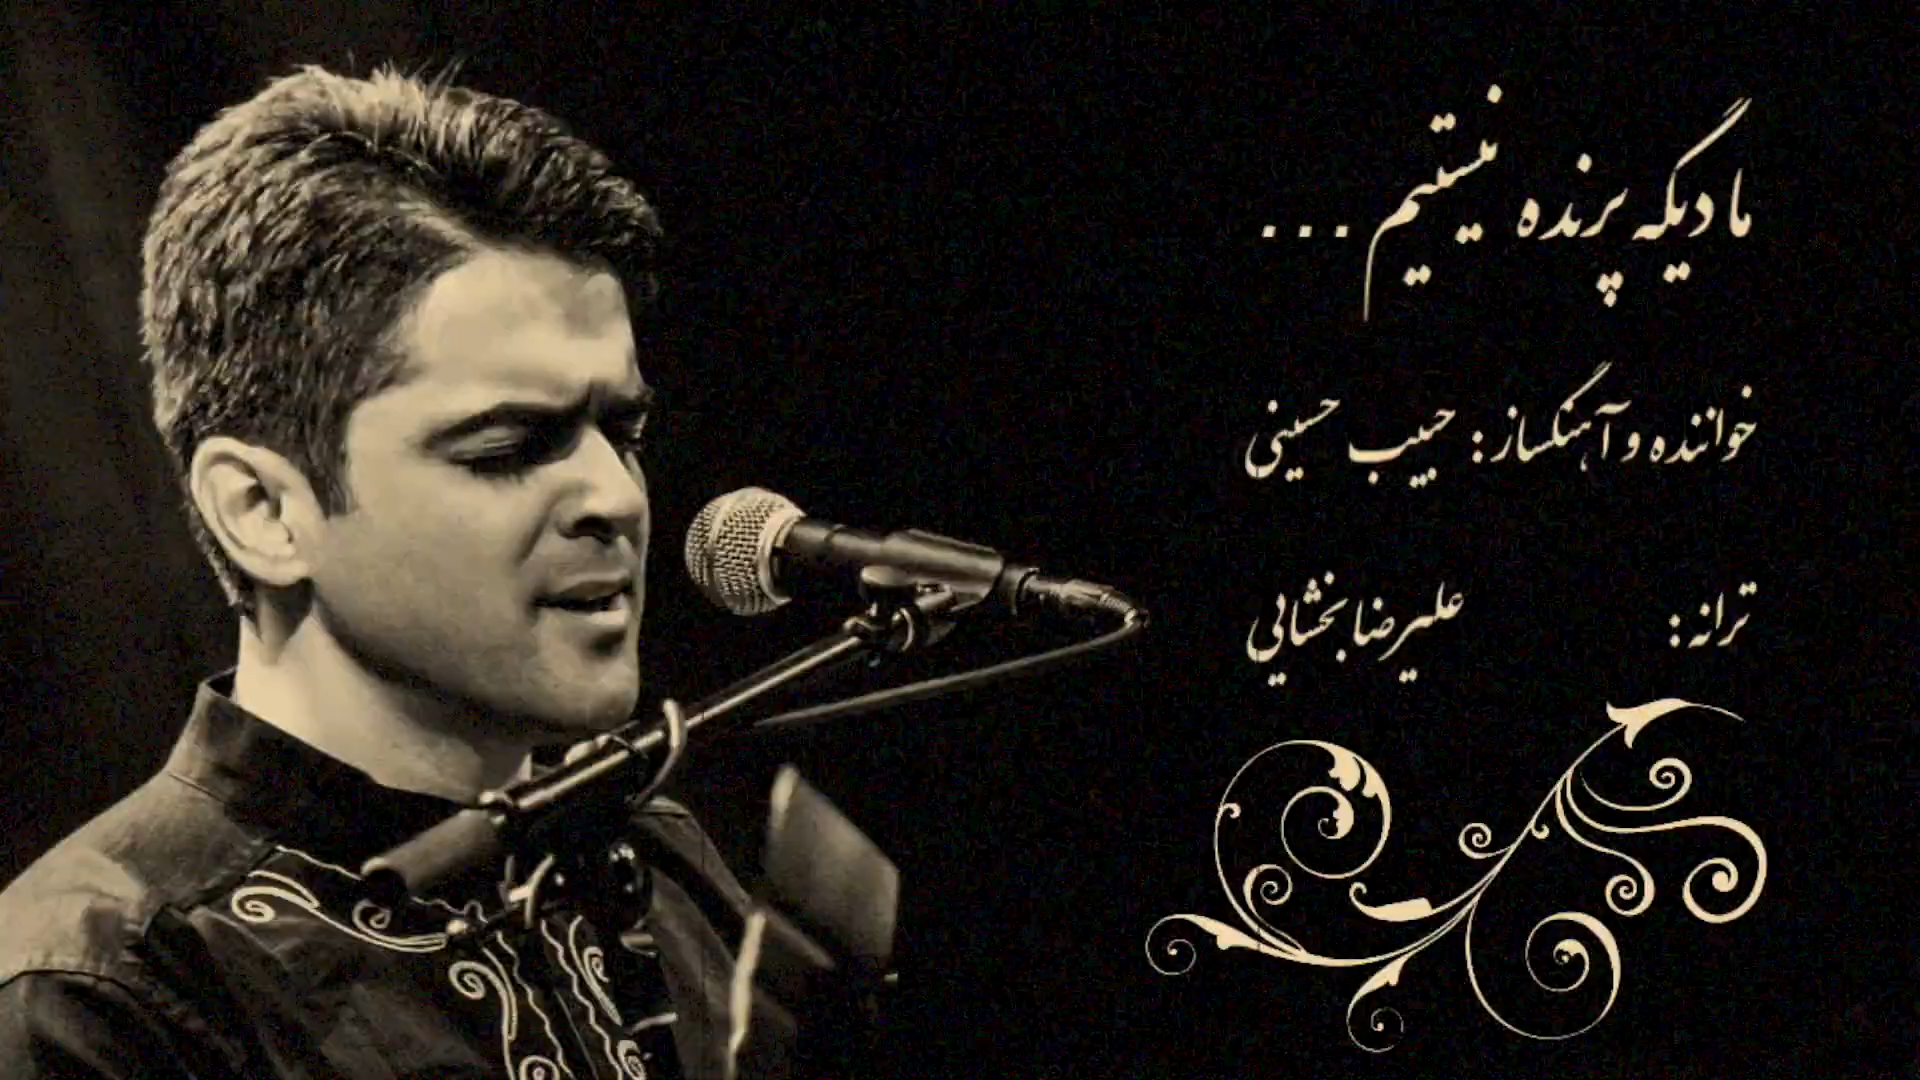 ما دیگه پرنده نیستیم ...
خواننده و آهنگساز: حبیب حسینی
ترانه: علیرضا بخشایی